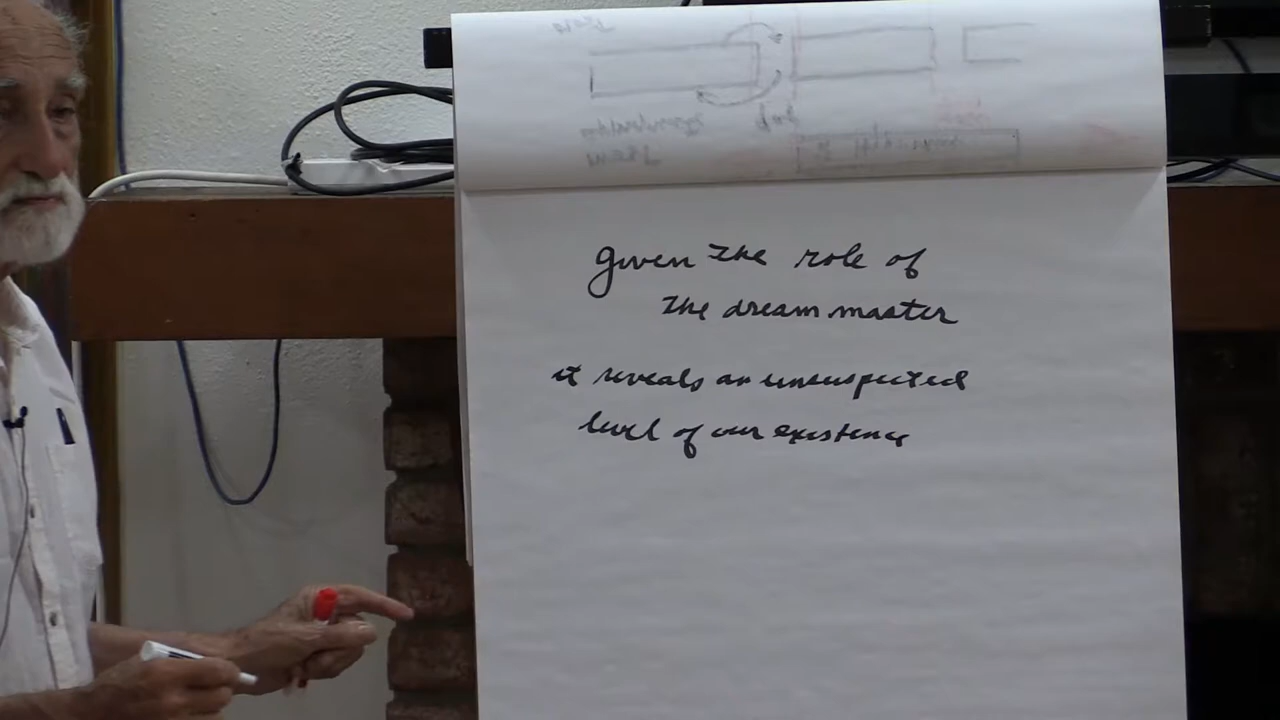 Given the role of
the dream master
it reveals an unsuspected
level of our existence